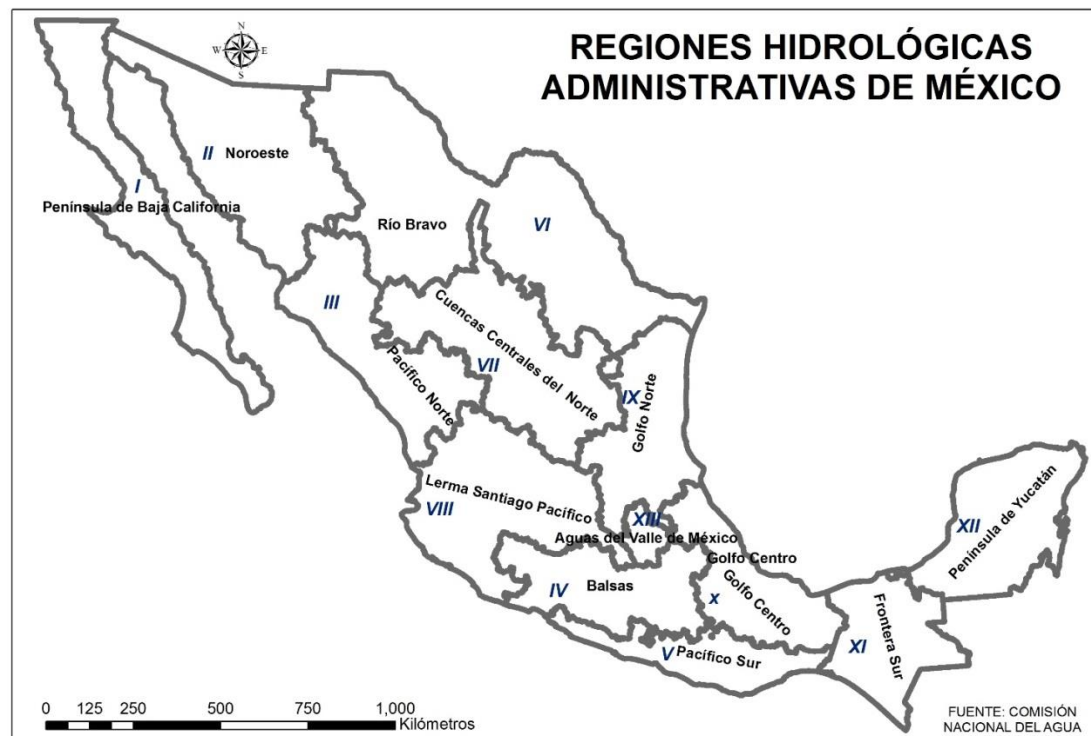 REGIONES HIDROLÓGICAS
ADMINISTRATIVAS DE MÉXICO
N
W E
S
II Noroeste
I
Península de Baja California
Río Bravo
VI
III
Pacífico Norte
Cuencas Centrales del Norte
VII
IX
Golfo Norte
Lerma Santiago Pacífico
VIII
XIII
Aguas del Valle de México
Golfo Centro
Golfo Centro
x
IV
Balsas
V
Pacífico Sur
XI
Frontera Sur
XII
Península de Yucatán
0 125 250 500 750 1,000
Kilómetros
FUENTE: COMISIÓN
NACIONAL DEL AGUA